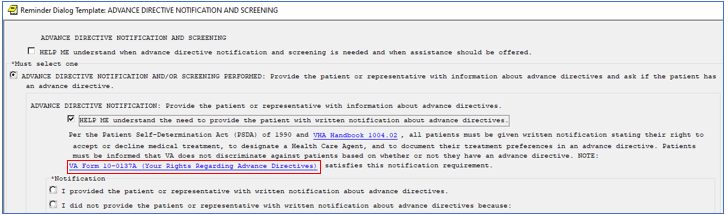 Reminder Dialog Template: ADVANCE DIRECTIVE NOTIFICATION AND SCREENING
ADVANCE DIRECTIVE NOTIFICATION AND SCREENING
HELP ME understand when advance directive notification and screening is needed and when assistance should be offered.
*Must select one
ADVANCE DIRECTIVE NOTIFICATION AND/OR SCREENING PERFORMED: Provide the patient or representative with information about advance directives and ask if the patient has
an advance directive.
ADVANCE DIRECTIVE NOTIFICATION: Provide the patient or representative with information about advance directives.
HELP ME understand the need to provide the patient with written notification about advance directives.
Per the Patient Self-Determination Act (PSDA) of 1990 and VHA Handbook 1004.02 , all patients must be given written notification stating their right to
accept or decline medical treatment, to designate a Health Care Agent, and to document their treatment preferences in an advance directive. Patients
must be informed that VA does not discriminate against patients based on whether or not they have an advance directive. NOTE:
VA Form 10-0137A (Your Rights Regarding Advance Directives) satisfies this notification requirement.
*Notification
I provided the patient or representative with written notification about advance directives.
I did not provide the patient or representative with written notification about advance directives because: